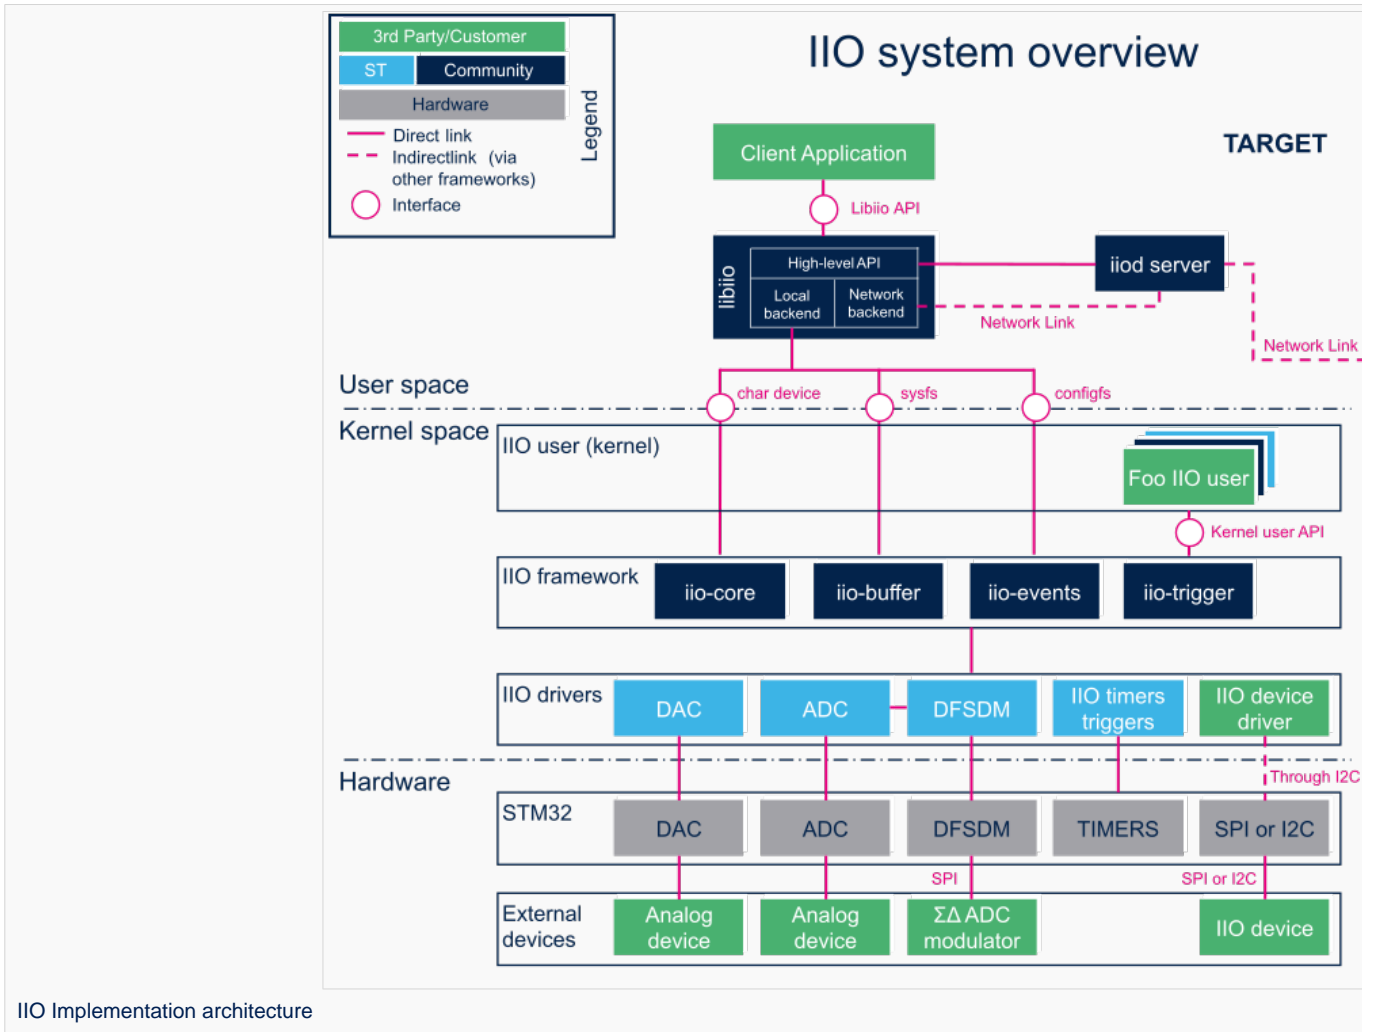 3rd Party/Customer
ST
Community
Hardware
Direct link
Indirectlink (via
other frameworks)
Interface
Legend
IIO system overview
TARGET
Client Application
Libiio API
libiio
High-level API
Local
backend
Network
backend
iiod server
Network Link
Network Link
User space
char device
sysfs
configfs
Kernel space
IIO user (kernel)
Foo IIO user
Kernel user API
IIO framework
iio-core
iio-buffer
iio-events
iio-trigger
IIO drivers
DAC
ADC
DFSDM
IIO timers
triggers
IIO device
driver
Hardware
Through I2C
STM32
DAC
ADC
DFSDM
TIMERS
SPI or I2C
SPI
SPI or I2C
External
devices
Analog
device
Analog
device
ΣΔ ADC
modulator
IIO device
IIO Implementation architecture